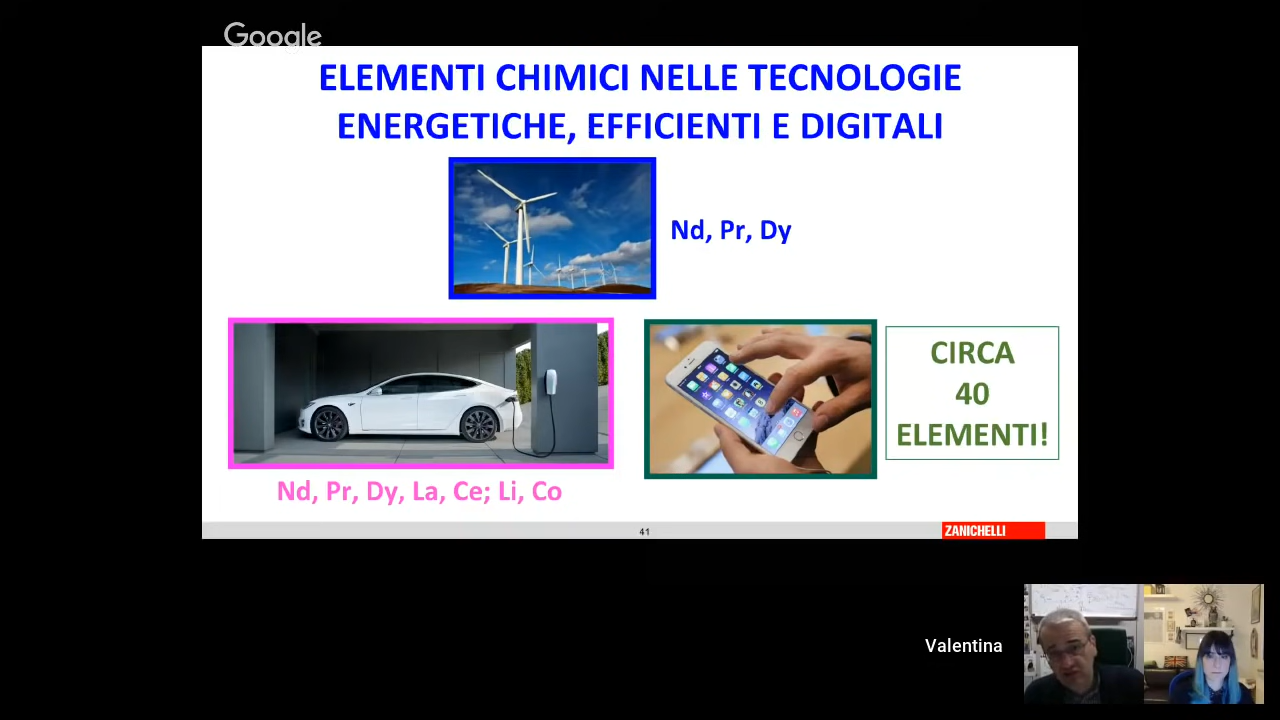 Google
ELEMENTI CHIMICI NELLE TECNOLOGIE
ENERGETICHE, EFFICIENTI E DIGITALI
Nd, Pr, Dy
CIRCA
40
ELEMENTI!
Nd, Pr, Dy, La, Ce; Li, Co
41
ZANICHELLI
Valentina